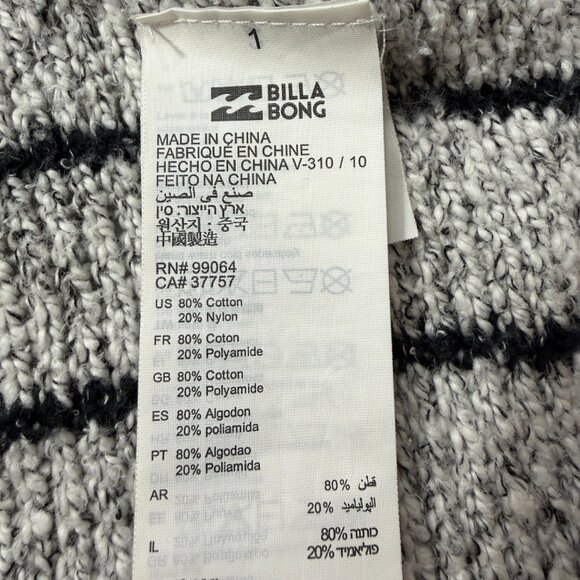 1
BILLA
BONG
MADE IN CHINA
FABRIQUÉ EN CHINE
HECHO EN CHINA V-310 / 10
FEITO NA CHINA
صنع في الصين
ארץ הייצור: סין
원산지 : 중국
中國製造
RN# 99064
CA# 37757
US 80% Cotton
20% Nylon
FR 80% Coton
20% Polyamide
GB 80% Cotton
20% Polyamide
ES 80% Algodon
20% poliamida
PT 80% Algodao
20% Poliamida
AR 80% قطن
20% البولياميد
IL 80% כותנה
20% פוליאמיד